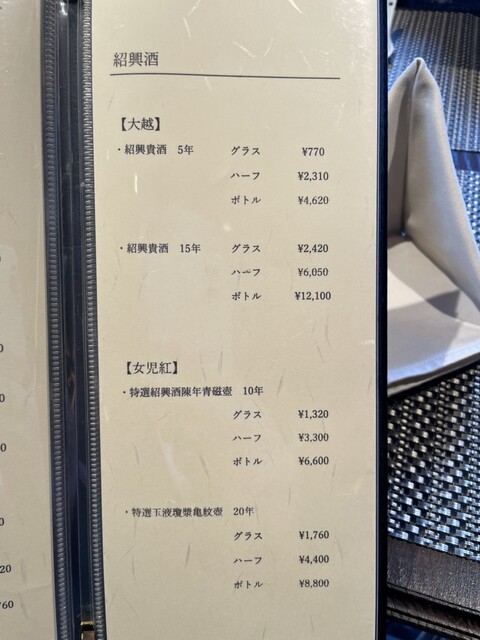 紹興酒
【大越】
・紹興貴酒　5年　グラス　¥770
ハーフ　¥2,310
ボトル　¥4,620
・紹興貴酒　15年　グラス　¥2,420
ハーフ　¥6,050
ボトル　¥12,100
【女児紅】
・特選紹興酒陳年青磁壺　10年
グラス　¥1,320
ハーフ　¥3,300
ボトル　¥6,600
・特選玉液瓊漿亀紋壺　20年
グラス　¥1,760
ハーフ　¥4,400
ボトル　¥8,800